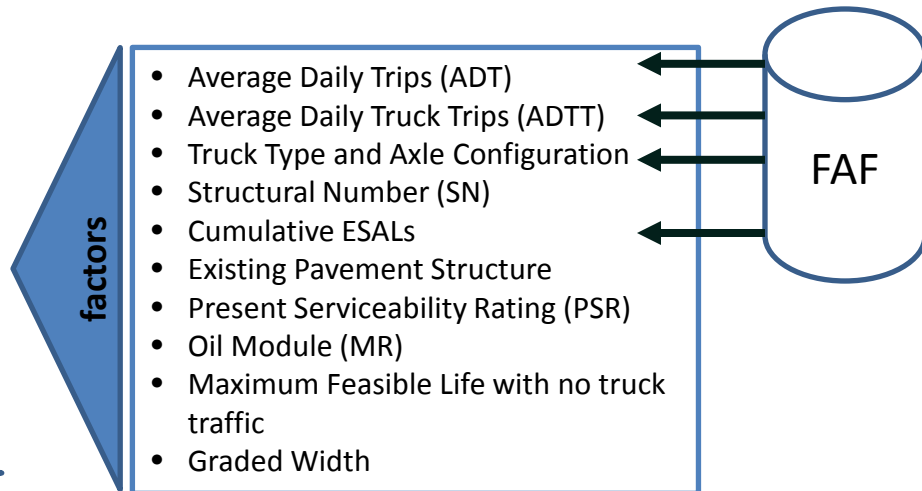 • Average Daily Trips (ADT)
• Average Daily Truck Trips (ADTT)
• Truck Type and Axle Configuration
• Structural Number (SN)
• Cumulative ESALs
• Existing Pavement Structure
• Present Serviceability Rating (PSR)
• Oil Module (MR)
• Maximum Feasible Life with no truck
traffic
• Graded Width
factors
FAF